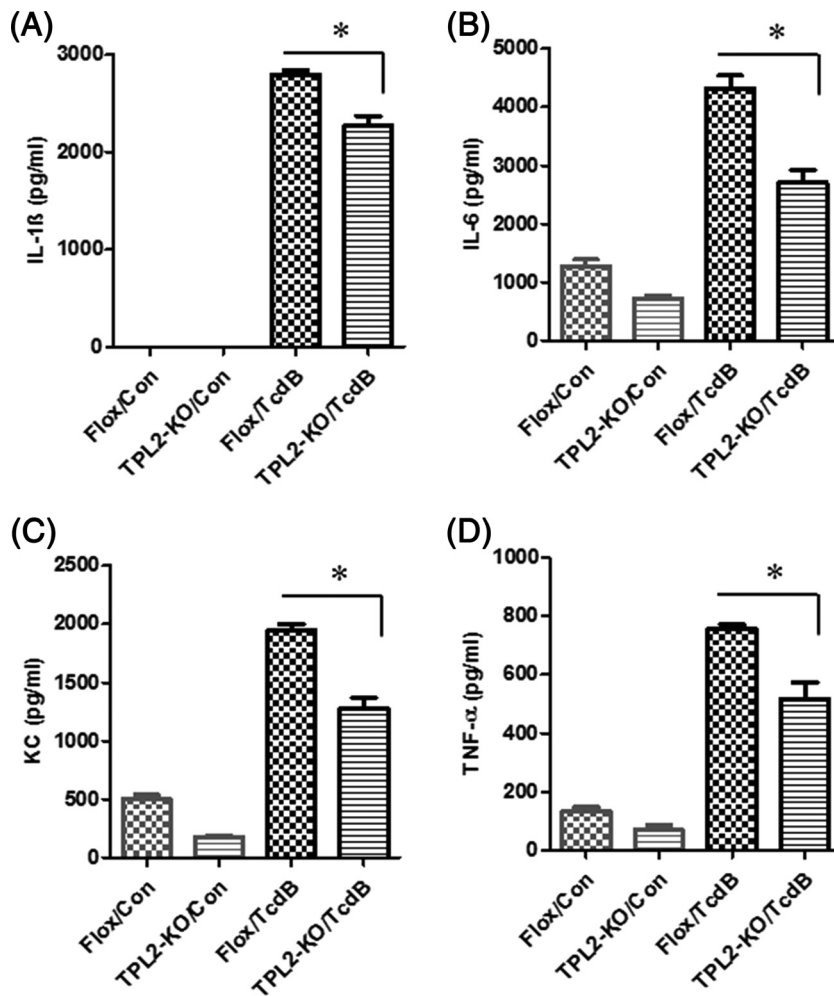 (A)
*
IL-1ß (pg/ml)
3000
2000
1000
0
Flox/Con
TPL2-KO/Con
Flox/TcdB
TPL2-KO/TcdB
(B)
*
IL-6 (pg/ml)
5000
4000
3000
2000
1000
0
Flox/Con
TPL2-KO/Con
Flox/TcdB
TPL2-KO/TcdB
(C)
*
KC (pg/ml)
2500
2000
1500
1000
500
0
Flox/Con
TPL2-KO/Con
Flox/TcdB
TPL2-KO/TcdB
(D)
*
TNF-α (pg/ml)
1000
800
600
400
200
0
Flox/Con
TPL2-KO/Con
Flox/TcdB
TPL2-KO/TcdB